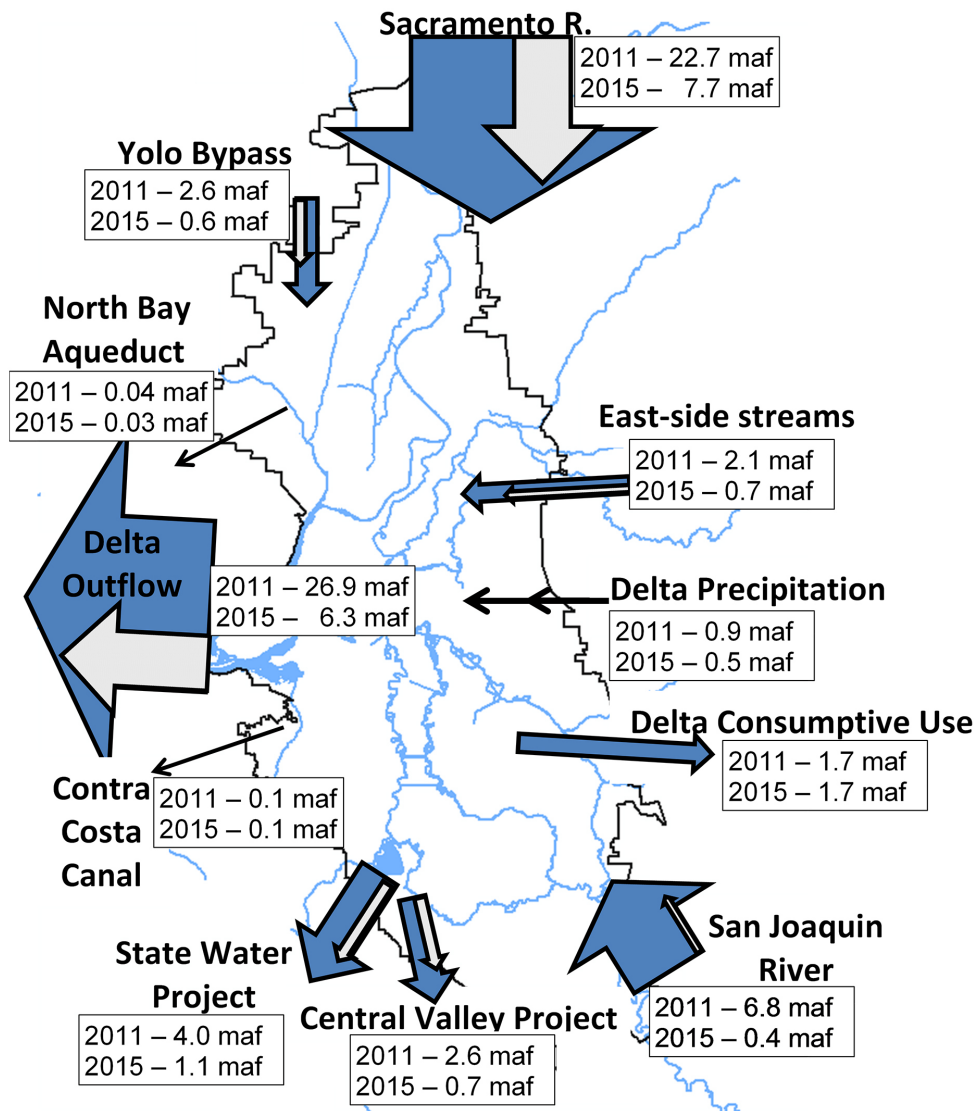 Sacramento R.
2011 – 22.7 maf
2015 – 7.7 maf
Yolo Bypass
2011 – 2.6 maf
2015 – 0.6 maf
North Bay
Aqueduct
2011 – 0.04 maf
2015 – 0.03 maf
East-side streams
2011 – 2.1 maf
2015 – 0.7 maf
Delta
Outflow
2011 – 26.9 maf
2015 – 6.3 maf
Delta Precipitation
2011 – 0.9 maf
2015 – 0.5 maf
Delta Consumptive Use
2011 – 1.7 maf
2015 – 1.7 maf
Contra
Costa
Canal
2011 – 0.1 maf
2015 – 0.1 maf
State Water
Project
2011 – 4.0 maf
2015 – 1.1 maf
Central Valley Project
2011 – 2.6 maf
2015 – 0.7 maf
San Joaquin
River
2011 – 6.8 maf
2015 – 0.4 maf